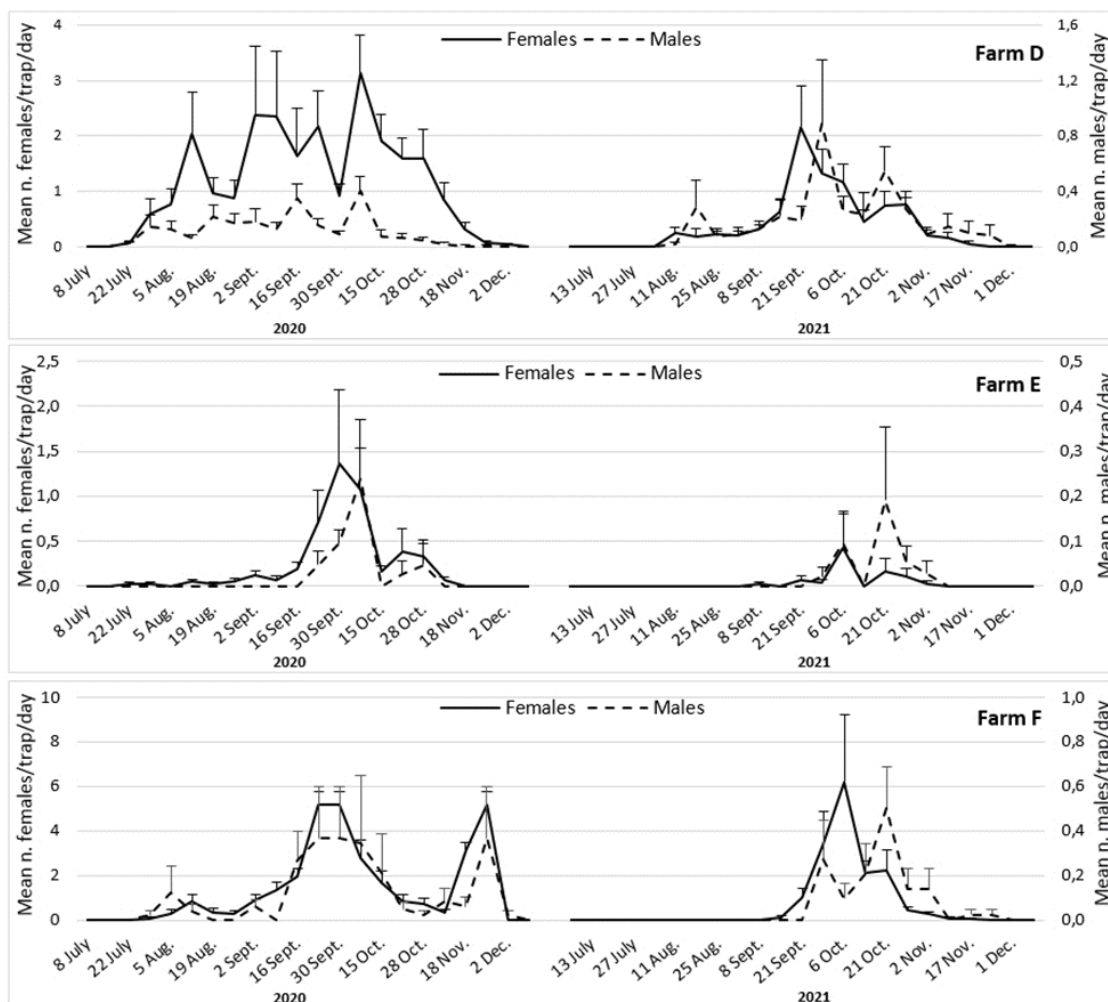 Females Males
Farm D
Mean n. females/trap/day
4
3
2
1
0
1,6
1,2
0,8
0,4
0,0
Mean n. males/trap/day
8 July 22 July 5 Aug. 19 Aug. 2 Sept. 16 Sept. 30 Sept. 15 Oct. 28 Oct. 18 Nov. 2 Dec.
13 July 27 July 11 Aug. 25 Aug. 8 Sept. 21 Sept. 6 Oct. 21 Oct. 2 Nov. 17 Nov. 1 Dec.
2020 2021
Females Males
Farm E
Mean n. females/trap/day
2,5
2,0
1,5
1,0
0,5
0,0
0,5
0,4
0,3
0,2
0,1
0,0
Mean n. males/trap/day
8 July 22 July 5 Aug. 19 Aug. 2 Sept. 16 Sept. 30 Sept. 15 Oct. 28 Oct. 18 Nov. 2 Dec.
13 July 27 July 11 Aug. 25 Aug. 8 Sept. 21 Sept. 6 Oct. 21 Oct. 2 Nov. 17 Nov. 1 Dec.
2020 2021
Females Males
Farm F
Mean n. females/trap/day
10
8
6
4
2
0
1,0
0,8
0,6
0,4
0,2
0,0
Mean n. males/trap/day
8 July 22 July 5 Aug. 19 Aug. 2 Sept. 16 Sept. 30 Sept. 15 Oct. 28 Oct. 18 Nov. 2 Dec.
13 July 27 July 11 Aug. 25 Aug. 8 Sept. 21 Sept. 6 Oct. 21 Oct. 2 Nov. 17 Nov. 1 Dec.
2020 2021